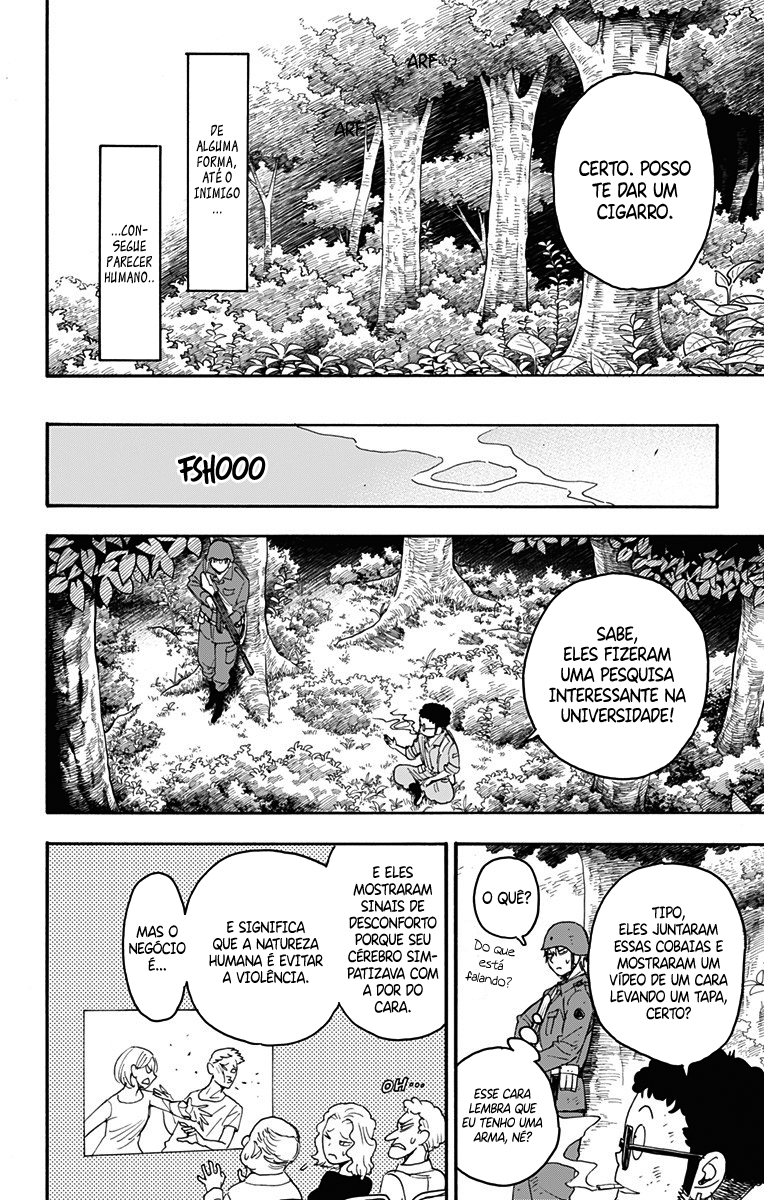 CERTO. POSSO
TE DAR UM
CIGARRO.
ARF
ARF
DE
ALGUMA
FORMA,
ATÉ O
INIMIGO
...
...CON-
SEGUE
PARECER
HUMANO..
FSHOOO
SABE,
ELES FIZERAM
UMA PESQUISA
INTERESSANTE NA
UNIVERSIDADE!
TIPO,
ELES JUNTARAM
ESSAS COBAIAS E
MOSTRARAM UM
VÍDEO DE UM CARA
LEVANDO UM TAPA,
CERTO?
O QUÊ?
Do que
está
falando?
ESSE CARA
LEMBRA QUE
EU TENHO UMA
ARMA, NÉ?
E ELES
MOSTRARAM
SINAIS DE
DESCONFORTO
PORQUE SEU
CÉREBRO SIM-
PATIZAVA COM
A DOR DO
CARA.
E SIGNIFICA
QUE A NATUREZA
HUMANA É EVITAR
A VIOLÊNCIA.
MAS O
NEGÓCIO
É...
OH...